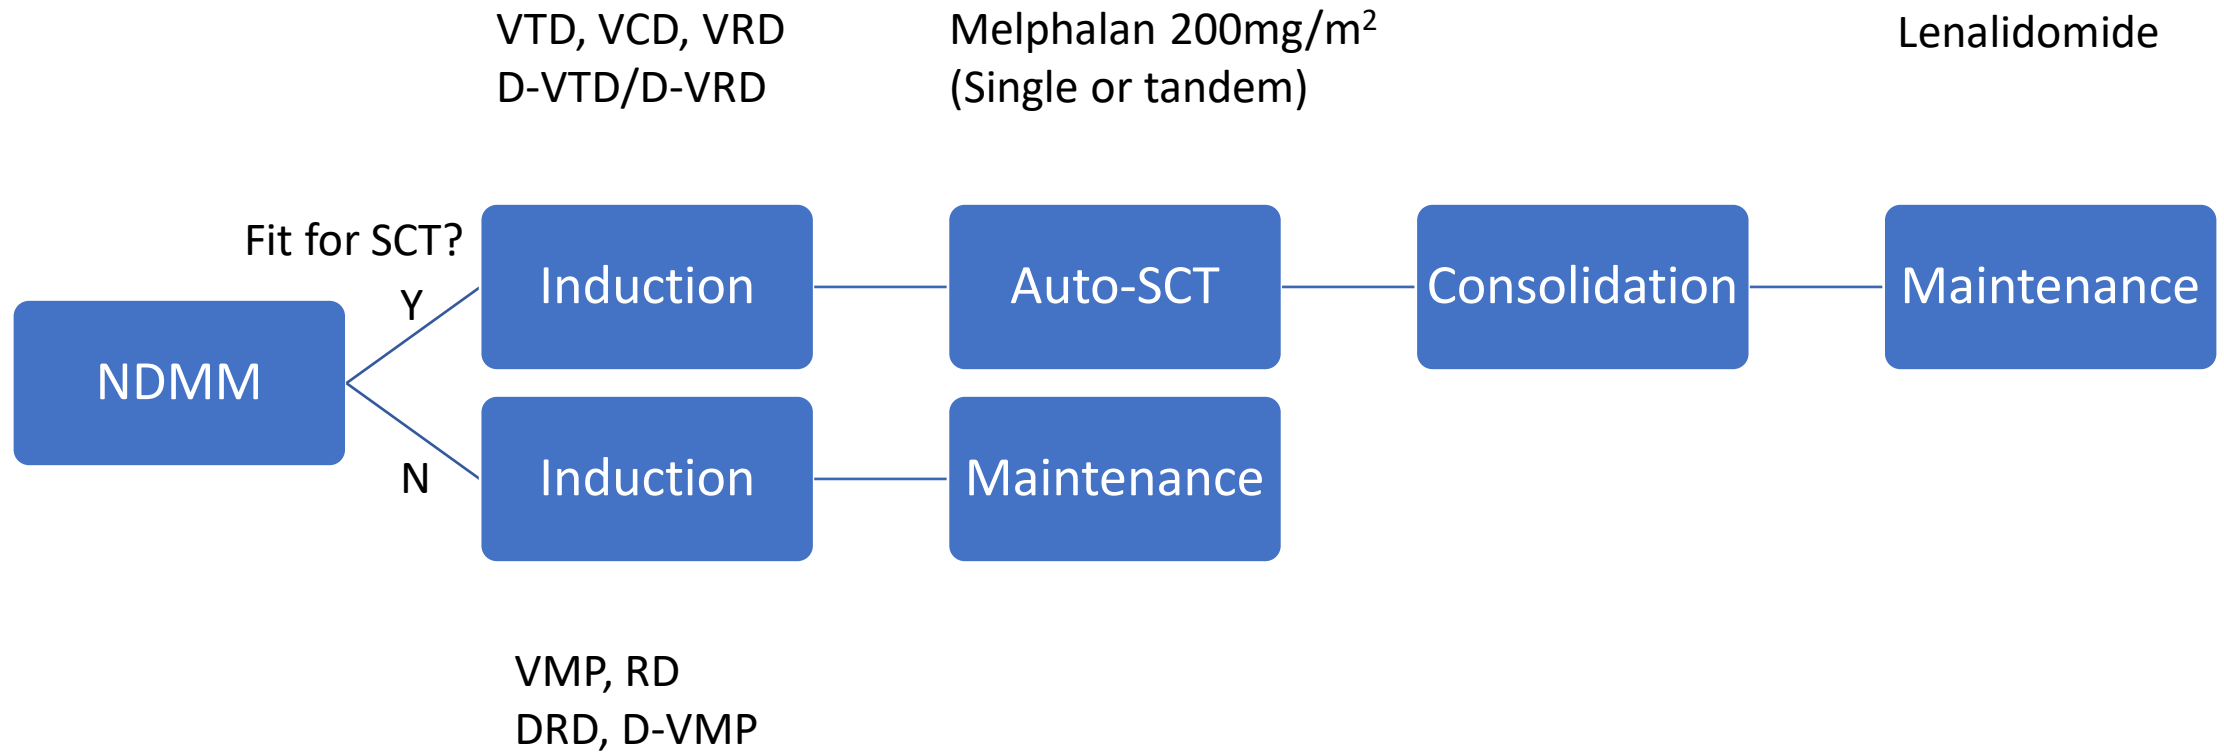 VTD, VCD, VRD
D-VTD/D-VRD
Melphalan 200mg/m²
(Single or tandem)
Lenalidomide
Fit for SCT?
Y
Induction
Auto-SCT
Consolidation
Maintenance
NDMM
N
Induction
Maintenance
VMP, RD
DRD, D-VMP